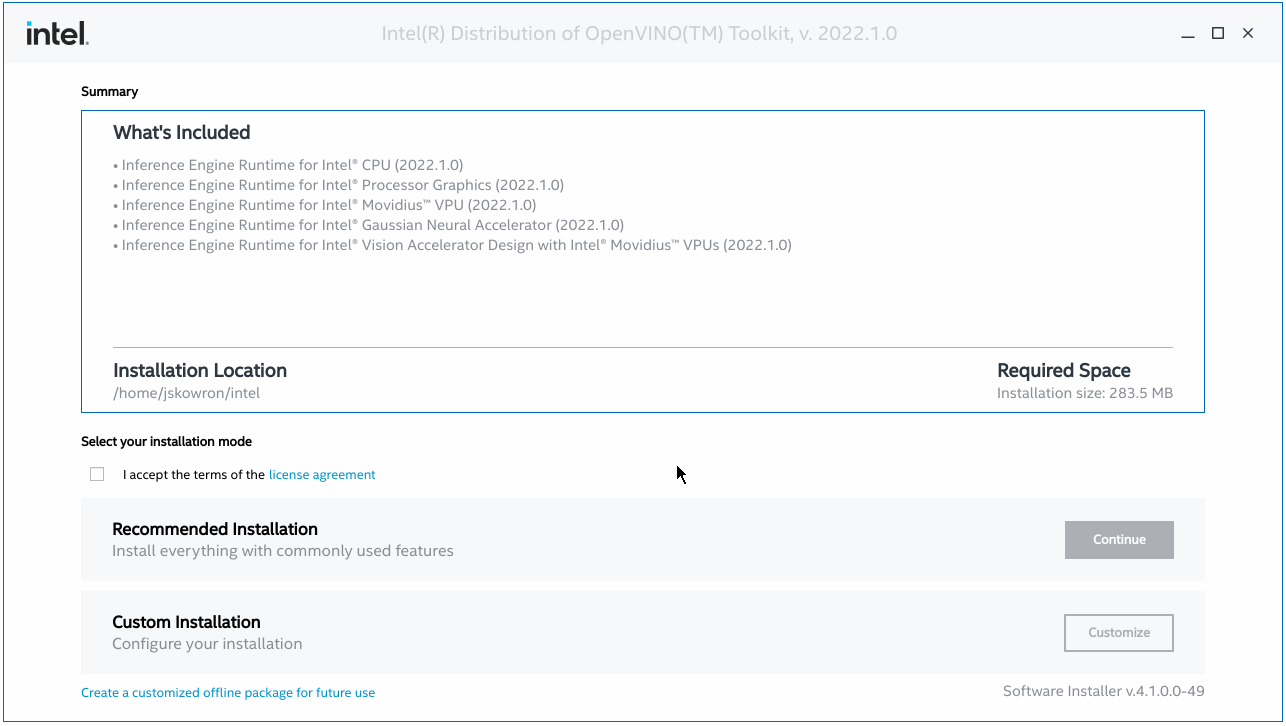 intel.
Intel(R) Distribution of OpenVINO(TM) Toolkit, v. 2022.1.0
Summary
What's Included
• Inference Engine Runtime for Intel® CPU (2022.1.0)
• Inference Engine Runtime for Intel® Processor Graphics (2022.1.0)
• Inference Engine Runtime for Intel® Movidius™ VPU (2022.1.0)
• Inference Engine Runtime for Intel® Gaussian Neural Accelerator (2022.1.0)
• Inference Engine Runtime for Intel® Vision Accelerator Design with Intel® Movidius™ VPUs (2022.1.0)
Installation Location
/home/jskowron/intel
Required Space
Installation size: 283.5 MB
Select your installation mode
I accept the terms of the license agreement
Recommended Installation
Install everything with commonly used features
Continue
Custom Installation
Configure your installation
Customize
Create a customized offline package for future use
Software Installer v.4.1.0.0-49